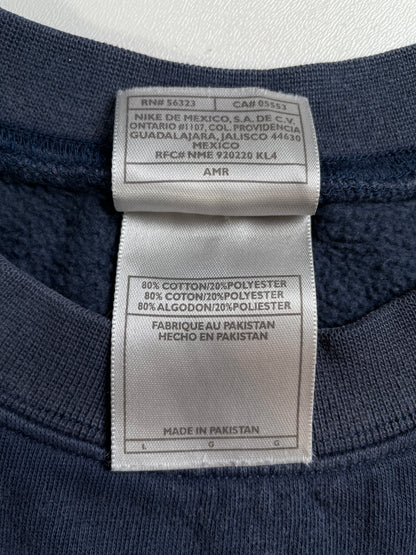 RN# 56323 CA# 05553
NIKE DE MEXICO, S.A. DE C.V.
ONTARIO #1107, COL. PROVIDENCIA
GUADALAJARA, JALISCO 44630
MEXICO
RFC# NME 920220 KL4
AMR
80% COTTON/20% POLYESTER
80% COTON/20% POLYESTER
80% ALGODON/20% POLIESTER
FABRIQUE AU PAKISTAN
HECHO EN PAKISTAN
MADE IN PAKISTAN
L G G